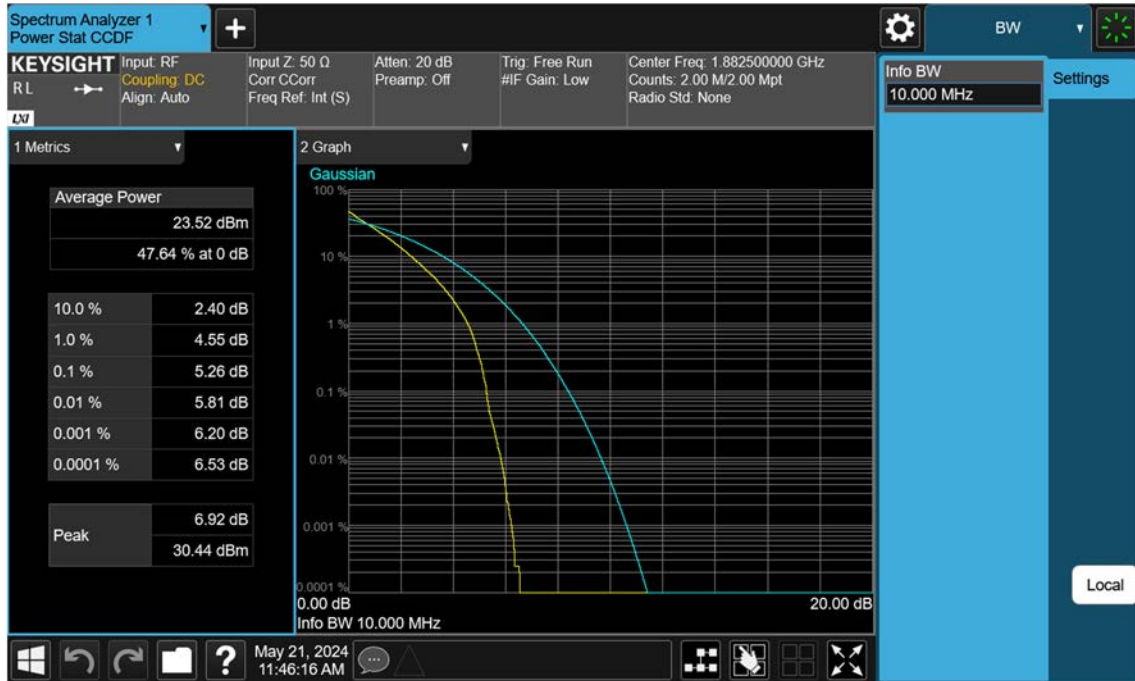 Spectrum Analyzer 1
Power Stat CCDF
+
BW
KEYSIGHT
R L
LXI
Input: RF
Coupling: DC
Align: Auto
Input Z: 50 Ω
Corr CCorr
Freq Ref: Int (S)
Atten: 20 dB
Preamp: Off
Trig: Free Run
#IF Gain: Low
Center Freq: 1.882500000 GHz
Counts: 2.00 M/2.00 Mpt
Radio Std: None
Info BW
10.000 MHz
Settings
1 Metrics
Average Power
23.52 dBm
47.64 % at 0 dB
10.0 % 2.40 dB
1.0 % 4.55 dB
0.1 % 5.26 dB
0.01 % 5.81 dB
0.001 % 6.20 dB
0.0001 % 6.53 dB
Peak
6.92 dB
30.44 dBm
2 Graph
Gaussian
100 %
10 %
1 %
0.1 %
0.01 %
0.001 %
0.0001 %
0.00 dB 20.00 dB
Info BW 10.000 MHz
Local
?
May 21, 2024
11:46:16 AM